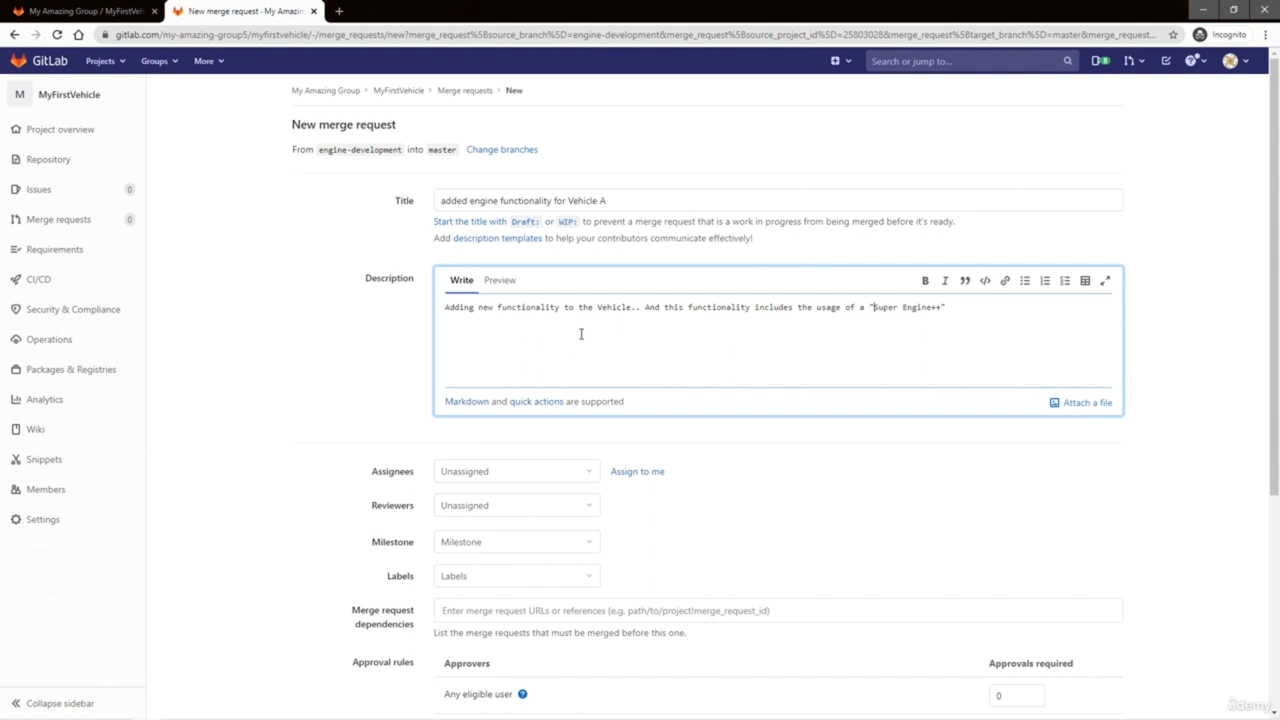 My Amazing Group / MyFirstVehicle
New merge request · My Amazin
gitlab.com/my-amazing-group5/myfirstvehicle/-/merge_requests/new?merge_request%5Bsource_branch%5D=engine-development&merge_request%5Bsource_project_id%5D=25803028&merge_request%5Btarget_branch%5D=master&merge_request...
Incognito
GitLab
Projects
Groups
More
Search or jump to...
8
M
MyFirstVehicle
Project overview
Repository
Issues 0
Merge requests 0
Requirements
CI/CD
Security & Compliance
Operations
Packages & Registries
Analytics
Wiki
Snippets
Members
Settings
Collapse sidebar
My Amazing Group > MyFirstVehicle > Merge requests > New
New merge request
From engine-development into master Change branches
Title added engine functionality for Vehicle A
Start the title with Draft: or WIP: to prevent a merge request that is a work in progress from being merged before it's ready.
Add description templates to help your contributors communicate effectively!
Description
Write Preview
Adding new functionality to the Vehicle.. And this functionality includes the usage of a "Super Engine++"
Markdown and quick actions are supported
Attach a file
Assignees Unassigned Assign to me
Reviewers Unassigned
Milestone Milestone
Labels Labels
Merge request dependencies Enter merge request URLs or references (e.g. path/to/project!merge_request_id)
List the merge requests that must be merged before this one.
Approval rules Approvers Approvals required
Any eligible user 0
ûdemy